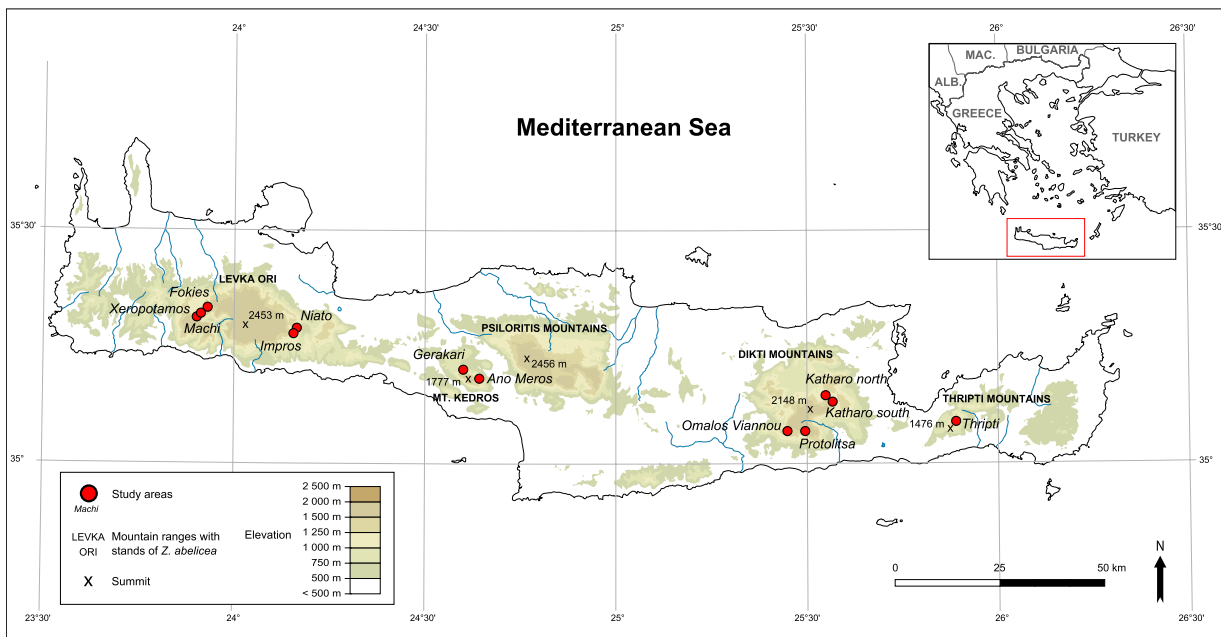 24°
24°30'
25°
25°30'
26°
26°30'
MAC.
BULGARIA
ALB.
GREECE
TURKEY
Mediterranean Sea
35°30'
35°30'
LEVKA ORI
Fokies
Xeropotamos
Machi
2453 m
Niato
Impros
PSILORITIS MOUNTAINS
2456 m
Gerakari
1777 m
Ano Meros
MT. KEDROS
DIKTI MOUNTAINS
Katharo north
2148 m
Katharo south
Omalos Viannou
Protolitsa
THRIPTI MOUNTAINS
1476 m
Thripti
35°
35°
Study areas
Machi
LEVKA ORI
Mountain ranges with
stands of Z. abelicea
X
Summit
Elevation
2 500 m
2 000 m
1 500 m
1 250 m
1 000 m
750 m
500 m
< 500 m
0
25
50 km
N
23°30'
24°
24°30'
25°
25°30'
26°
26°30'